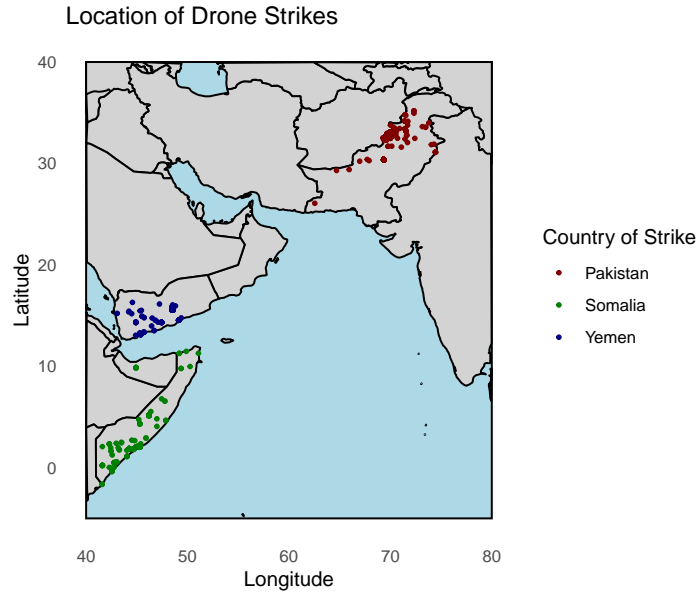 Location of Drone Strikes
40
30
20
10
0
Latitude
40 50 60 70 80
Longitude
Country of Strike
Pakistan
Somalia
Yemen